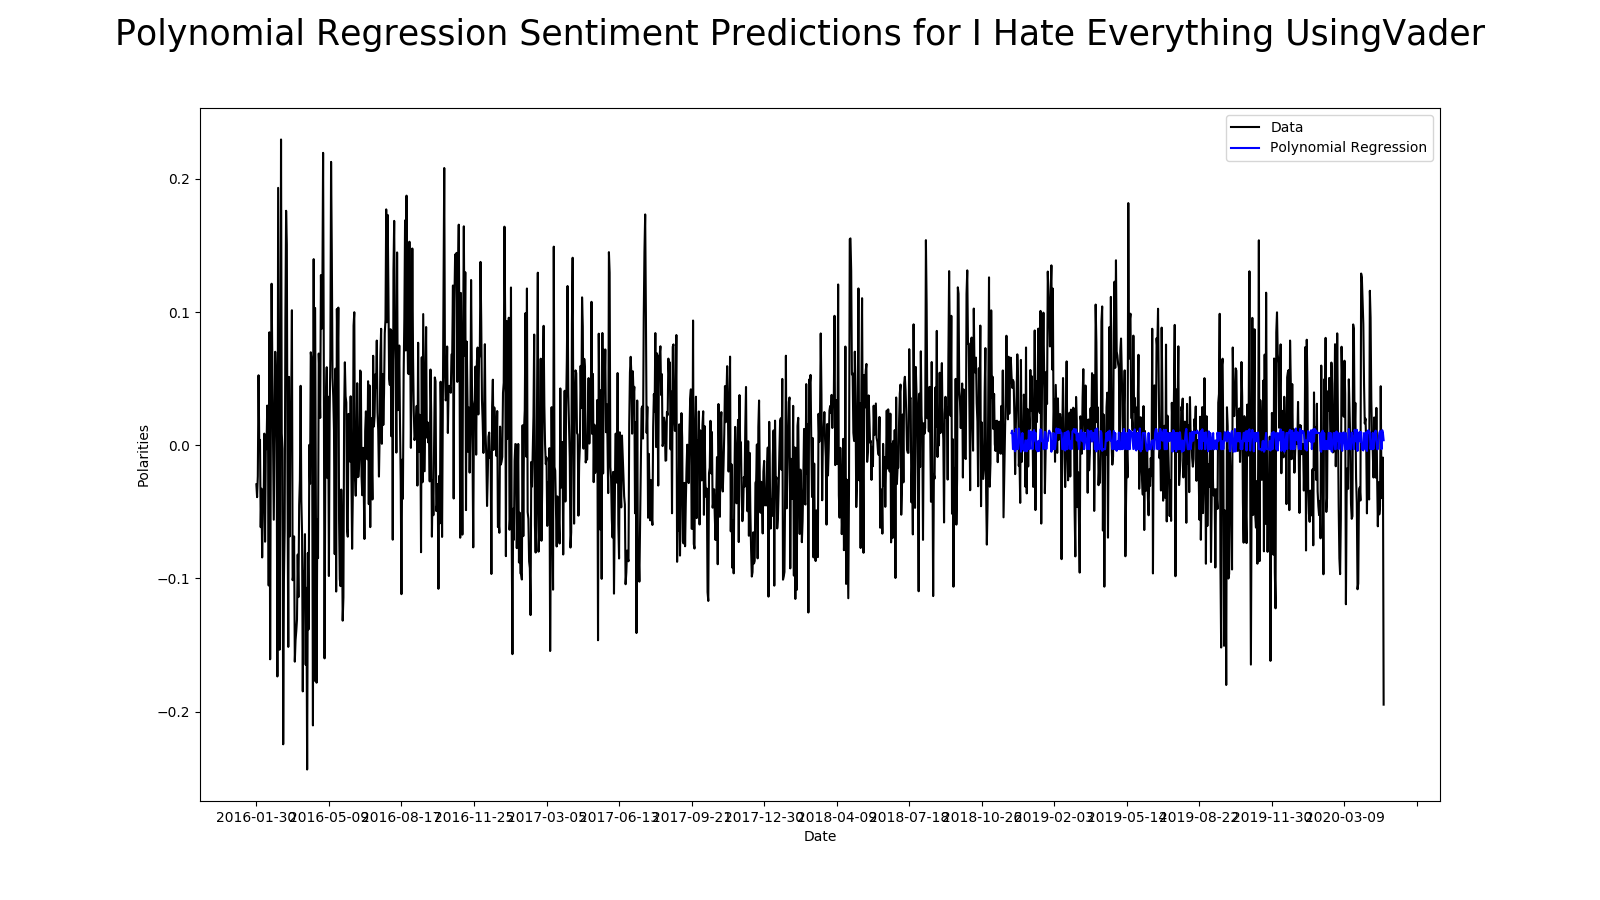 Polynomial Regression Sentiment Predictions for I Hate Everything UsingVader
Data
Polynomial Regression
0.2
0.1
0.0
−0.1
−0.2
Polarities
2016-01-30 2016-05-09 2016-08-17 2016-11-25 2017-03-05 2017-06-13 2017-09-21 2017-12-30 2018-04-09 2018-07-18 2018-10-26 2019-02-03 2019-05-14 2019-08-22 2019-11-30 2020-03-09
Date